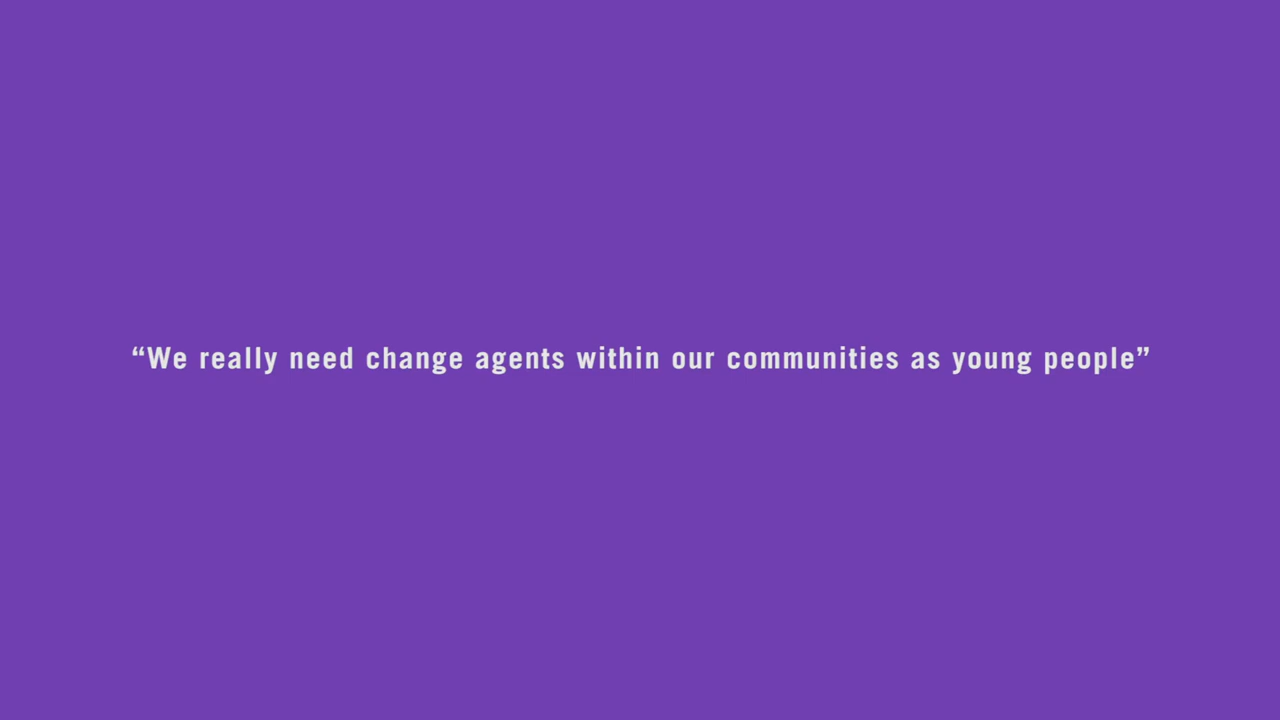 “We really need change agents within our communities as young people”